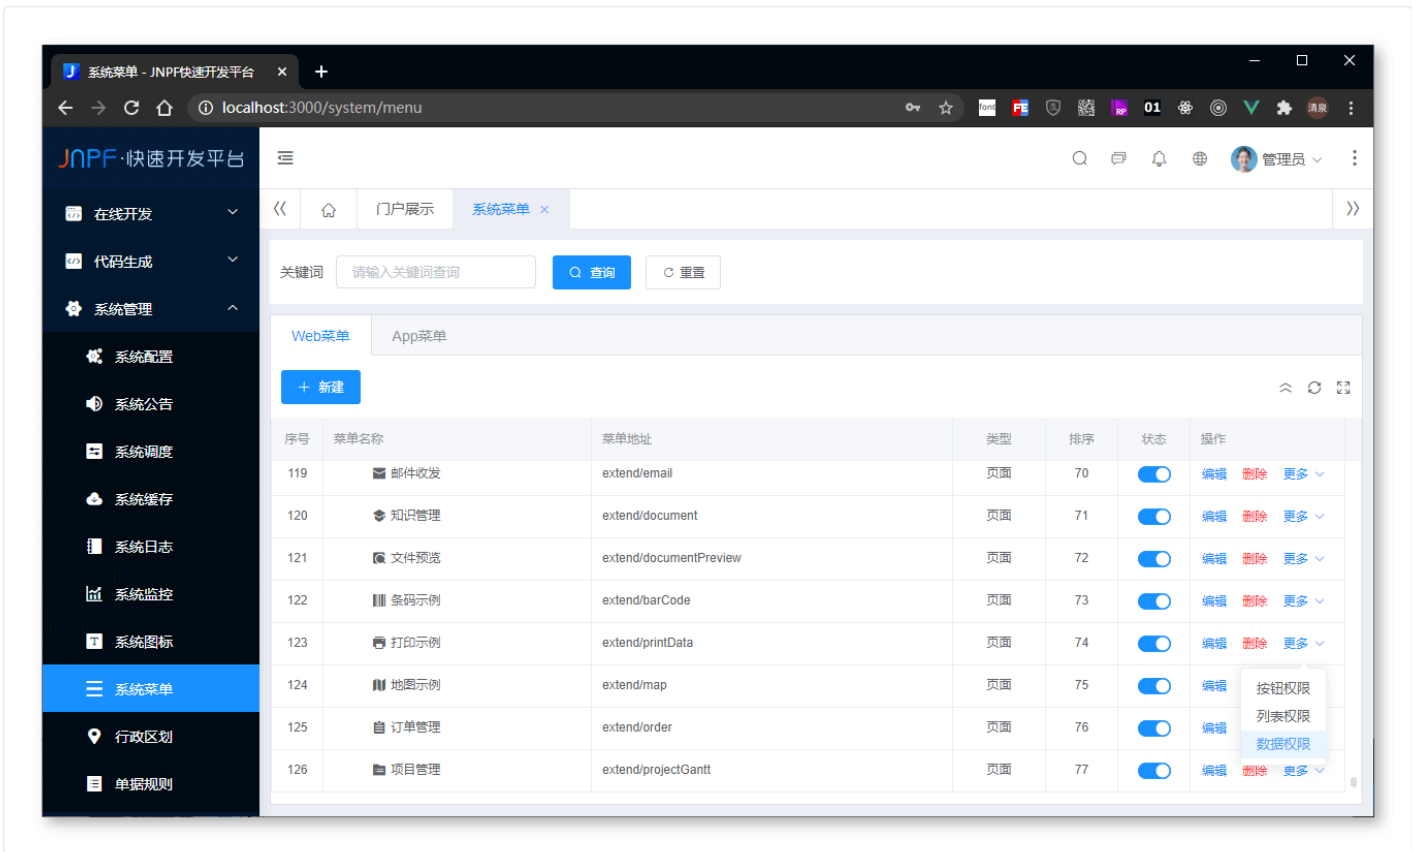 系统菜单 - JNPF快速开发平台
localhost:3000/system/menu
font FE RP 01 清泉
JNPF·快速开发平台
管理员
在线开发
代码生成
系统管理
系统配置
系统公告
系统调度
系统缓存
系统日志
系统监控
系统图标
系统菜单
行政区划
单据规则
门户展示 系统菜单
关键词 请输入关键词查询 查询 重置
Web菜单 App菜单
新建
序号 菜单名称 菜单地址 类型 排序 状态 操作
119 邮件收发 extend/email 页面 70 编辑 删除 更多
120 知识管理 extend/document 页面 71 编辑 删除 更多
121 文件预览 extend/documentPreview 页面 72 编辑 删除 更多
122 条码示例 extend/barCode 页面 73 编辑 删除 更多
123 打印示例 extend/printData 页面 74 编辑 删除 更多
124 地图示例 extend/map 页面 75 编辑
125 订单管理 extend/order 页面 76 编辑
126 项目管理 extend/projectGantt 页面 77 编辑 删除 更多
按钮权限
列表权限
数据权限